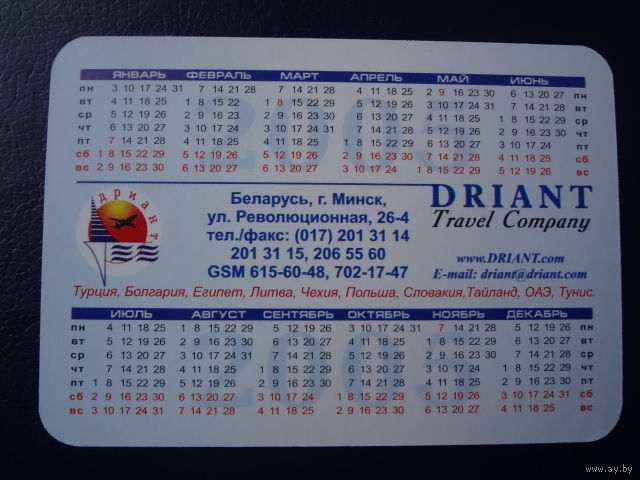 ЯНВАРЬ ФЕВРАЛЬ МАРТ АПРЕЛЬ МАЙ ИЮНЬ
пн 3 10 17 24 31 7 14 21 28 7 14 21 28 4 11 18 25 2 9 16 23 30 6 13 20 27 пн
вт 4 11 18 25 1 8 15 22 1 8 15 22 29 5 12 19 26 3 10 17 24 31 7 14 21 28 вт
ср 5 12 19 26 2 9 16 23 2 9 16 23 30 6 13 20 27 4 11 18 25 1 8 15 22 29 ср
чт 6 13 20 27 3 10 17 24 3 10 17 24 31 7 14 21 28 5 12 19 26 2 9 16 23 30 чт
пт 7 14 21 28 4 11 18 25 4 11 18 25 1 8 15 22 29 6 13 20 27 3 10 17 24 пт
сб 1 8 15 22 29 5 12 19 26 5 12 19 26 2 9 16 23 30 7 14 21 28 4 11 18 25 сб
вс 2 9 16 23 30 6 13 20 27 6 13 20 27 3 10 17 24 1 8 15 22 29 5 12 19 26 вс
дриант
Беларусь, г. Минск,
ул. Революционная, 26-4
тел./факс: (017) 201 31 14
201 31 15, 206 55 60
GSM 615-60-48, 702-17-47
DRIANT
Travel Company
www.DRIANT.com
E-mail: driant@driant.com
Турция, Болгария, Египет, Литва, Чехия, Польша, Словакия,Тайланд, ОАЭ, Тунис.
ИЮЛЬ АВГУСТ СЕНТЯБРЬ ОКТЯБРЬ НОЯБРЬ ДЕКАБРЬ
пн 4 11 18 25 1 8 15 22 29 5 12 19 26 3 10 17 24 31 7 14 21 28 5 12 19 26 пн
вт 5 12 19 26 2 9 16 23 30 6 13 20 27 4 11 18 25 1 8 15 22 29 6 13 20 27 вт
ср 6 13 20 27 3 10 17 24 31 7 14 21 28 5 12 19 26 2 9 16 23 30 7 14 21 28 ср
чт 7 14 21 28 4 11 18 25 1 8 15 22 29 6 13 20 27 3 10 17 24 1 8 15 22 29 чт
пт 1 8 15 22 29 5 12 19 26 2 9 16 23 30 7 14 21 28 4 11 18 25 2 9 16 23 30 пт
сб 2 9 16 23 30 6 13 20 27 3 10 17 24 1 8 15 22 29 5 12 19 26 3 10 17 24 31 сб
вс 3 10 17 24 31 7 14 21 28 4 11 18 25 2 9 16 23 30 6 13 20 27 4 11 18 25 вс
2005
www.ay.by